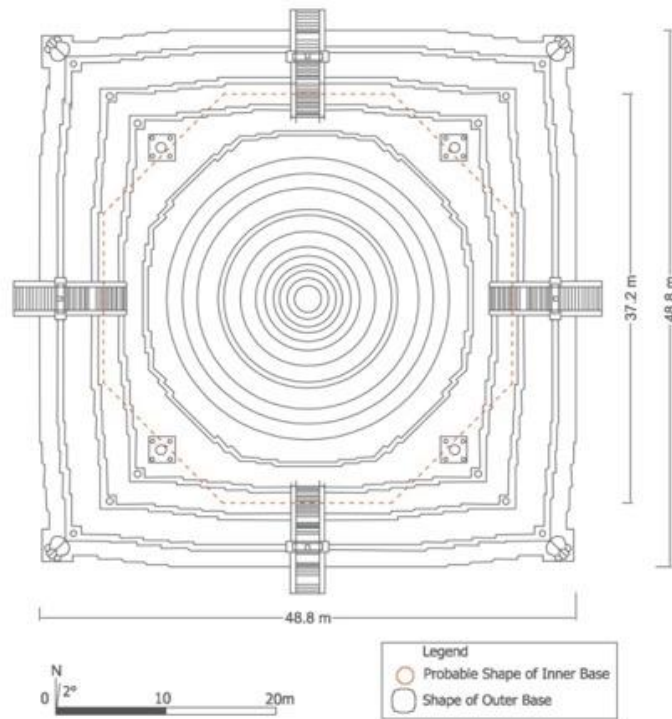 37.2 m
48.8 m
48.8 m
N
2°
0 10 20m
Legend
Probable Shape of Inner Base
Shape of Outer Base